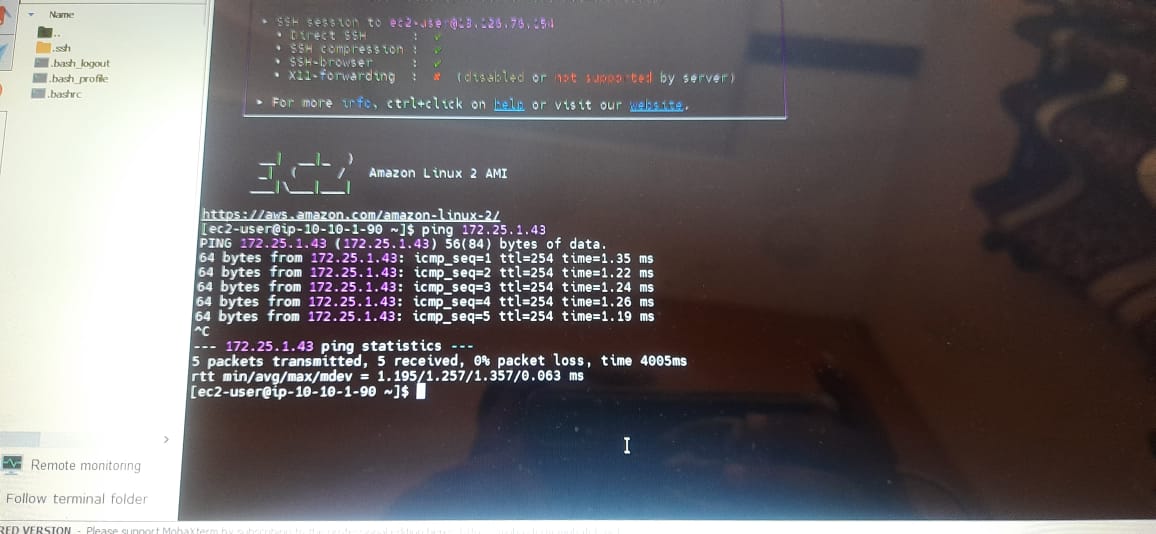 Name
..
.ssh
.bash_logout
.bash_profile
.bashrc
• SSH session to
• Direct SSH : ✓
• SSH compression : ✓
• SSH-browser : ✓
• X11-forwarding : ✘ (disabled or not supported by server)
► For more info, ctrl+click on help or visit our website.
Amazon Linux 2 AMI
https://aws.amazon.com/amazon-linux-2/
[ec2-user@ip-10-10-1-90 ~]$ ping 172.25.1.43
PING 172.25.1.43 (172.25.1.43) 56(84) bytes of data.
64 bytes from 172.25.1.43: icmp_seq=1 ttl=254 time=1.35 ms
64 bytes from 172.25.1.43: icmp_seq=2 ttl=254 time=1.22 ms
64 bytes from 172.25.1.43: icmp_seq=3 ttl=254 time=1.24 ms
64 bytes from 172.25.1.43: icmp_seq=4 ttl=254 time=1.26 ms
64 bytes from 172.25.1.43: icmp_seq=5 ttl=254 time=1.19 ms
^C
--- 172.25.1.43 ping statistics ---
5 packets transmitted, 5 received, 0% packet loss, time 4005ms
rtt min/avg/max/mdev = 1.195/1.257/1.357/0.063 ms
[ec2-user@ip-10-10-1-90 ~]$
Remote monitoring
Follow terminal folder
RED VERSION - Please support MobaXterm by subscribing to the professional edition here: